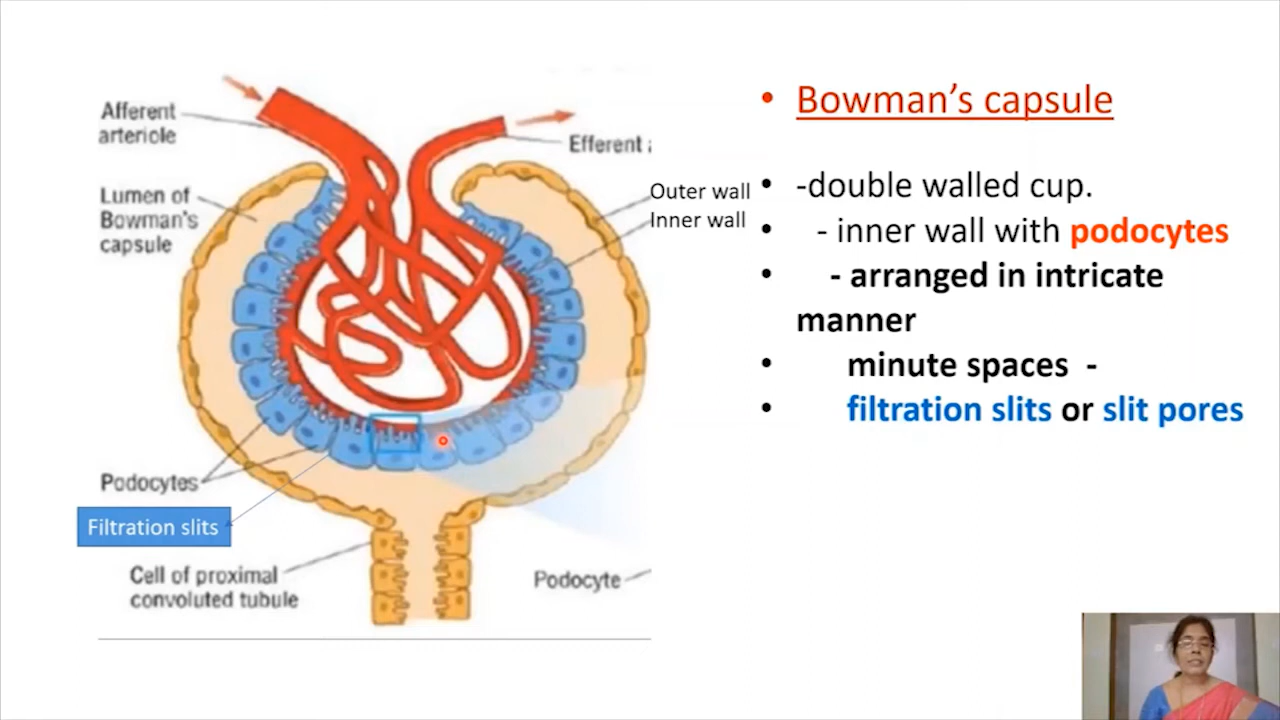 Afferent
arteriole
Efferent
Lumen of
Bowman's
capsule
Outer wall
Inner wall
Podocytes
Filtration slits
Cell of proximal
convoluted tubule
Podocyte
• Bowman's capsule
• -double walled cup.
• - inner wall with podocytes
• - arranged in intricate
manner
• minute spaces -
• filtration slits or slit pores